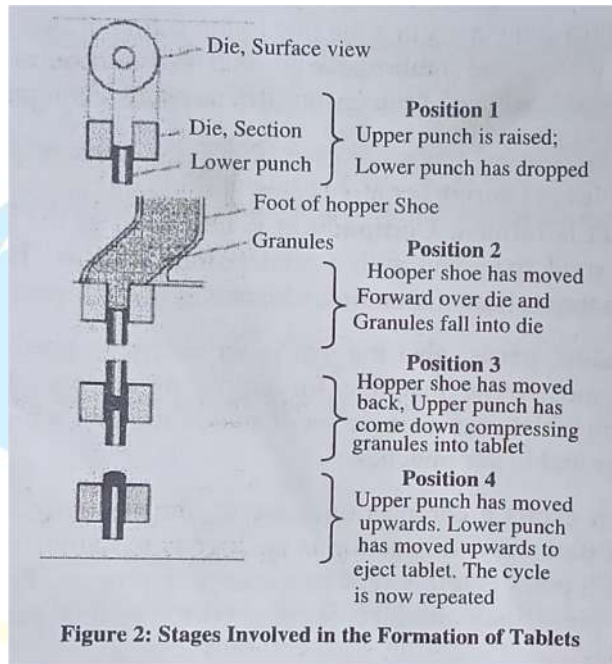 Die, Surface view
Die, Section
Lower punch
Position 1
Upper punch is raised;
Lower punch has dropped
Foot of hopper Shoe
Granules
Position 2
Hooper shoe has moved
Forward over die and
Granules fall into die
Position 3
Hopper shoe has moved
back, Upper punch has
come down compressing
granules into tablet
Position 4
Upper punch has moved
upwards. Lower punch
has moved upwards to
eject tablet. The cycle
is now repeated
Figure 2: Stages Involved in the Formation of Tablets